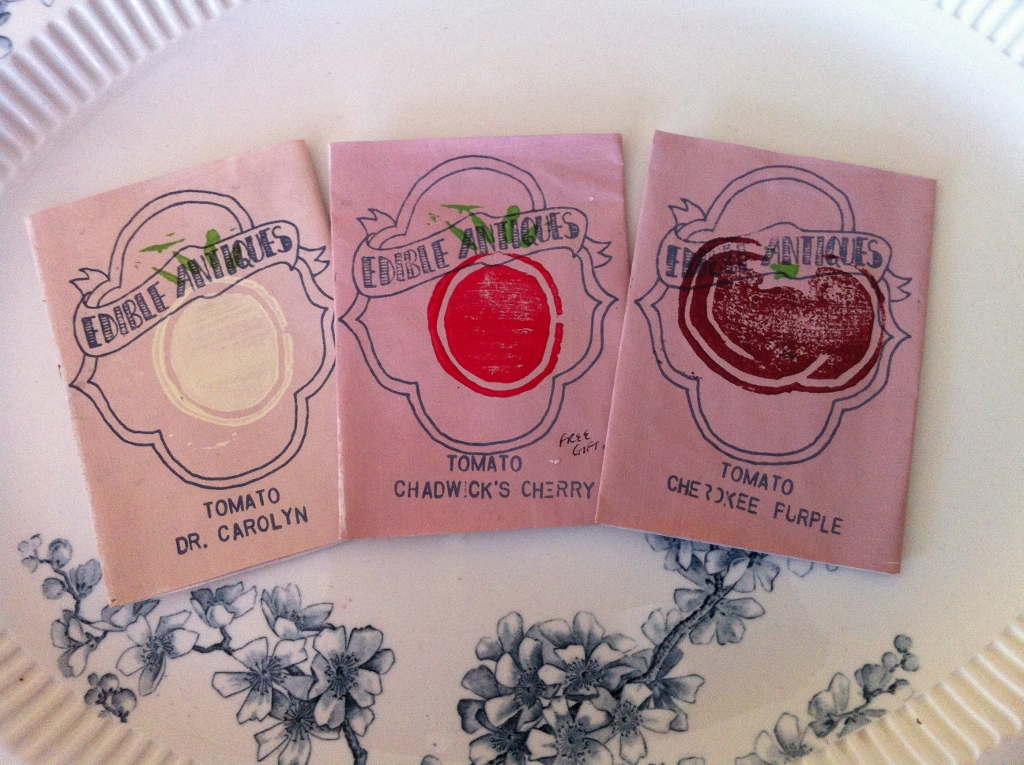 EDIBLE ANTIQUES
TOMATO
DR. CAROLYN
EDIBLE ANTIQUES
FREE
GIFT.
TOMATO
CHADWICK'S CHERRY
EDIBLE ANTIQUES
TOMATO
CHEROKEE PURPLE